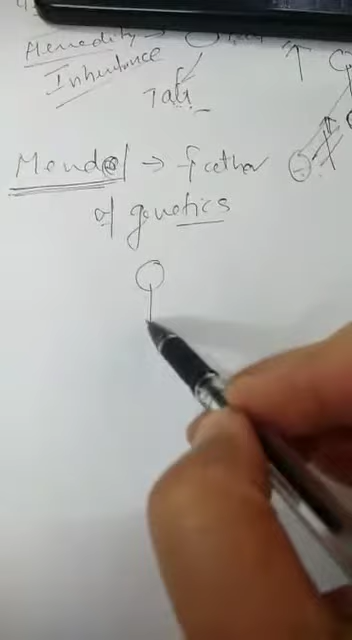 Heredity →
Inheritance
Tall
Mendel → father
of genetics